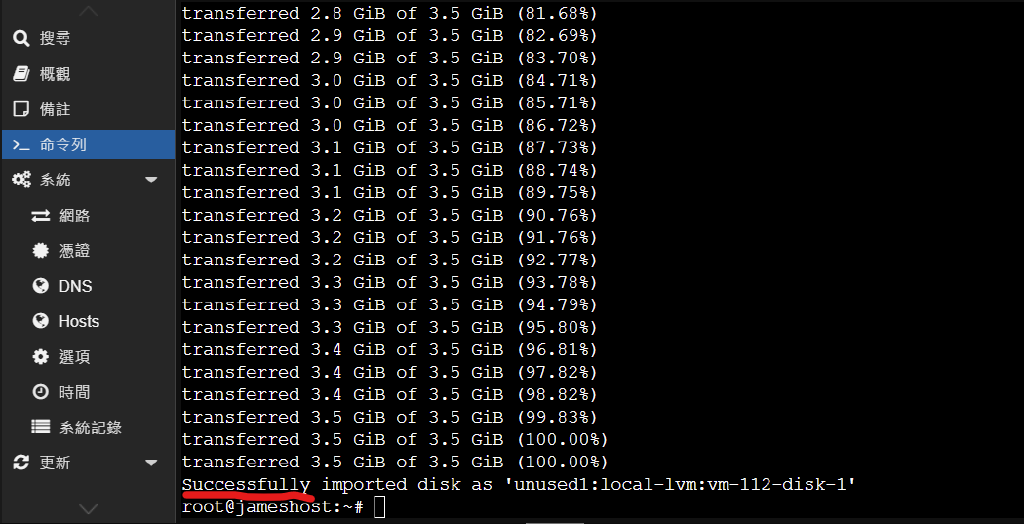 搜尋
概觀
備註
命令列
系統
網路
憑證
DNS
Hosts
選項
時間
系統記錄
更新
transferred 2.8 GiB of 3.5 GiB (81.68%)
transferred 2.9 GiB of 3.5 GiB (82.69%)
transferred 2.9 GiB of 3.5 GiB (83.70%)
transferred 3.0 GiB of 3.5 GiB (84.71%)
transferred 3.0 GiB of 3.5 GiB (85.71%)
transferred 3.0 GiB of 3.5 GiB (86.72%)
transferred 3.1 GiB of 3.5 GiB (87.73%)
transferred 3.1 GiB of 3.5 GiB (88.74%)
transferred 3.1 GiB of 3.5 GiB (89.75%)
transferred 3.2 GiB of 3.5 GiB (90.76%)
transferred 3.2 GiB of 3.5 GiB (91.76%)
transferred 3.2 GiB of 3.5 GiB (92.77%)
transferred 3.3 GiB of 3.5 GiB (93.78%)
transferred 3.3 GiB of 3.5 GiB (94.79%)
transferred 3.3 GiB of 3.5 GiB (95.80%)
transferred 3.4 GiB of 3.5 GiB (96.81%)
transferred 3.4 GiB of 3.5 GiB (97.82%)
transferred 3.4 GiB of 3.5 GiB (98.82%)
transferred 3.5 GiB of 3.5 GiB (99.83%)
transferred 3.5 GiB of 3.5 GiB (100.00%)
transferred 3.5 GiB of 3.5 GiB (100.00%)
Successfully imported disk as 'unused1:local-lvm:vm-112-disk-1'
root@jameshost:~#